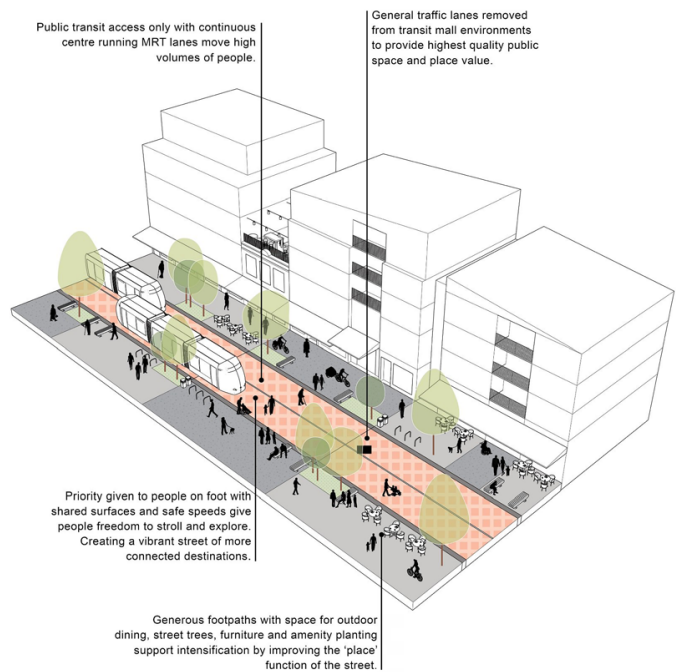 Public transit access only with continuous
centre running MRT lanes move high
volumes of people.
General traffic lanes removed
from transit mall environments
to provide highest quality public
space and place value.
Priority given to people on foot with
shared surfaces and safe speeds give
people freedom to stroll and explore.
Creating a vibrant street of more
connected destinations.
Generous footpaths with space for outdoor
dining, street trees, furniture and amenity planting
support intensification by improving the ‘place’
function of the street.